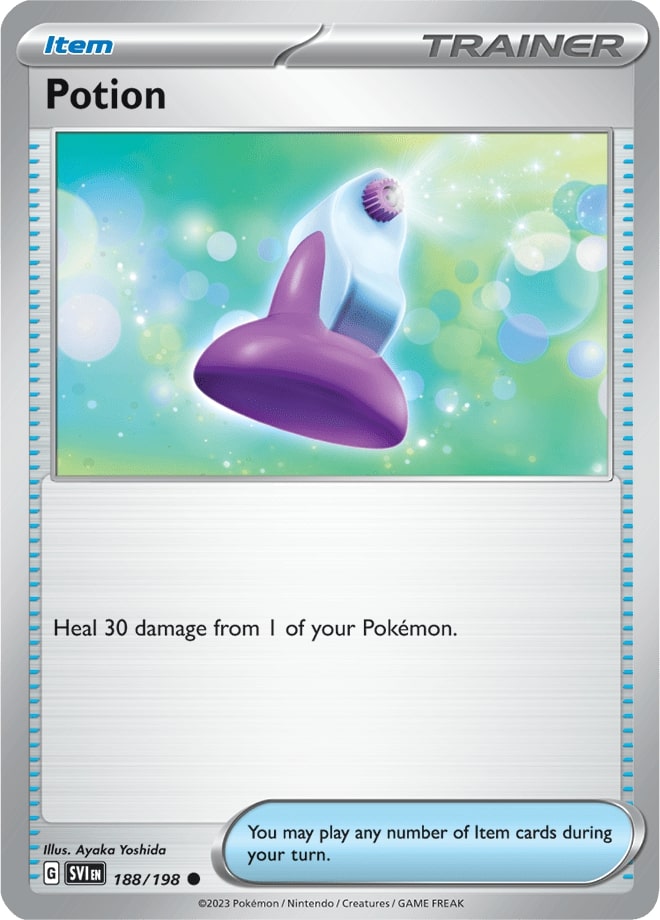 Item
TRAINER
Potion
Heal 30 damage from 1 of your Pokémon.
You may play any number of Item cards during
your turn.
Illus. Ayaka Yoshida
G SVI EN 188/198
©2023 Pokémon / Nintendo / Creatures / GAME FREAK